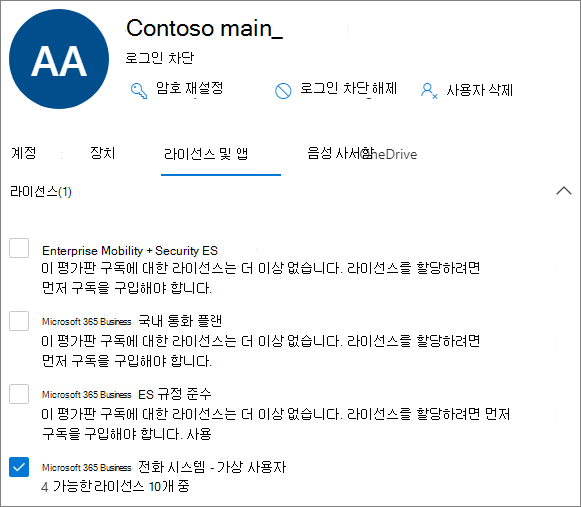 AA
Contoso main_
로그인 차단
암호 재설정 로그인 차단 해제 사용자 삭제
계정 장치 라이선스 및 앱 음성 사서함 OneDrive
라이선스(1)
Enterprise Mobility + Security ES
이 평가판 구독에 대한 라이선스는 더 이상 없습니다. 라이선스를 할당하려면
먼저 구독을 구입해야 합니다.
Microsoft 365 Business 국내 통화 플랜
이 평가판 구독에 대한 라이선스는 더 이상 없습니다. 라이선스를 할당하려면
먼저 구독을 구입해야 합니다.
Microsoft 365 Business ES 규정 준수
이 평가판 구독에 대한 라이선스는 더 이상 없습니다. 라이선스를 할당하려면 먼저
구독을 구입해야 합니다. 사용
Microsoft 365 Business 전화 시스템 - 가상 사용자
4 가능한 라이선스 10개 중